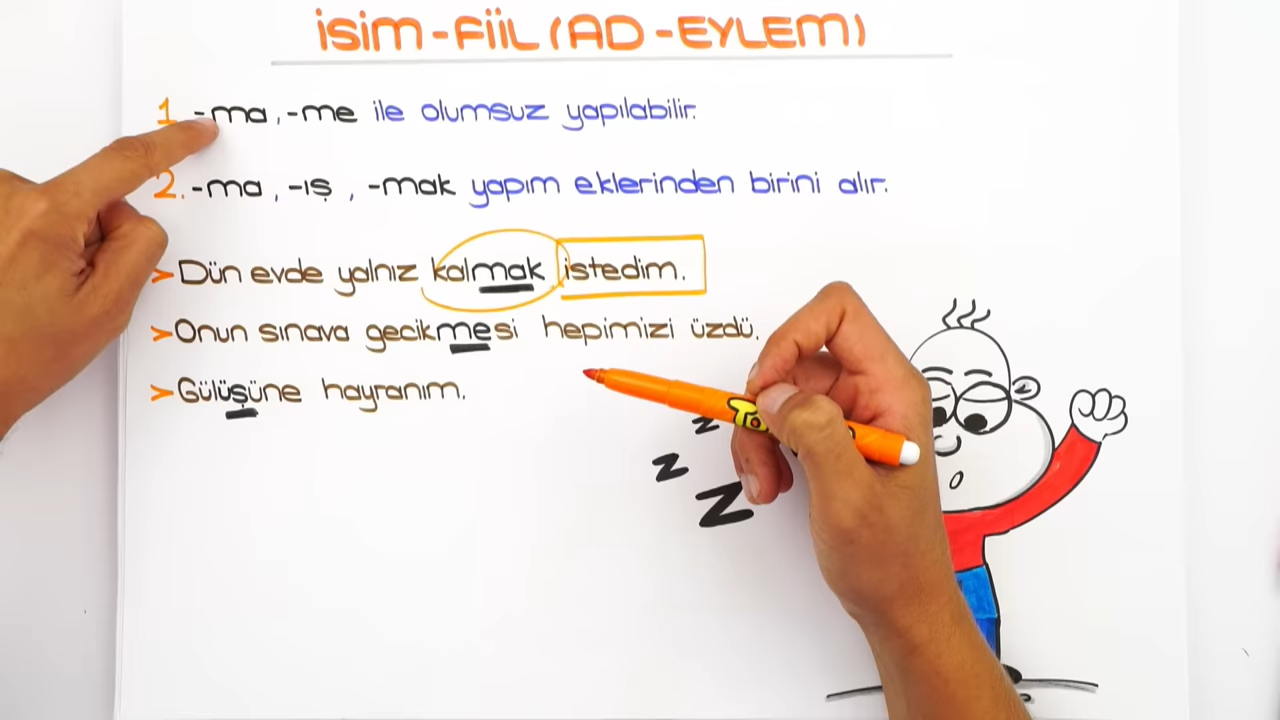 İSİM-FİİL (AD-EYLEM)
1. -ma, -me ile olumsuz yapılabilir.
2. -ma, -ış, -mak yapım eklerinden birini alır.
➤ Dün evde yalnız kalmak istedim.
➤ Onun sınava gecikmesi hepimizi üzdü.
➤ Gülüşüne hayranım.
z
z
z